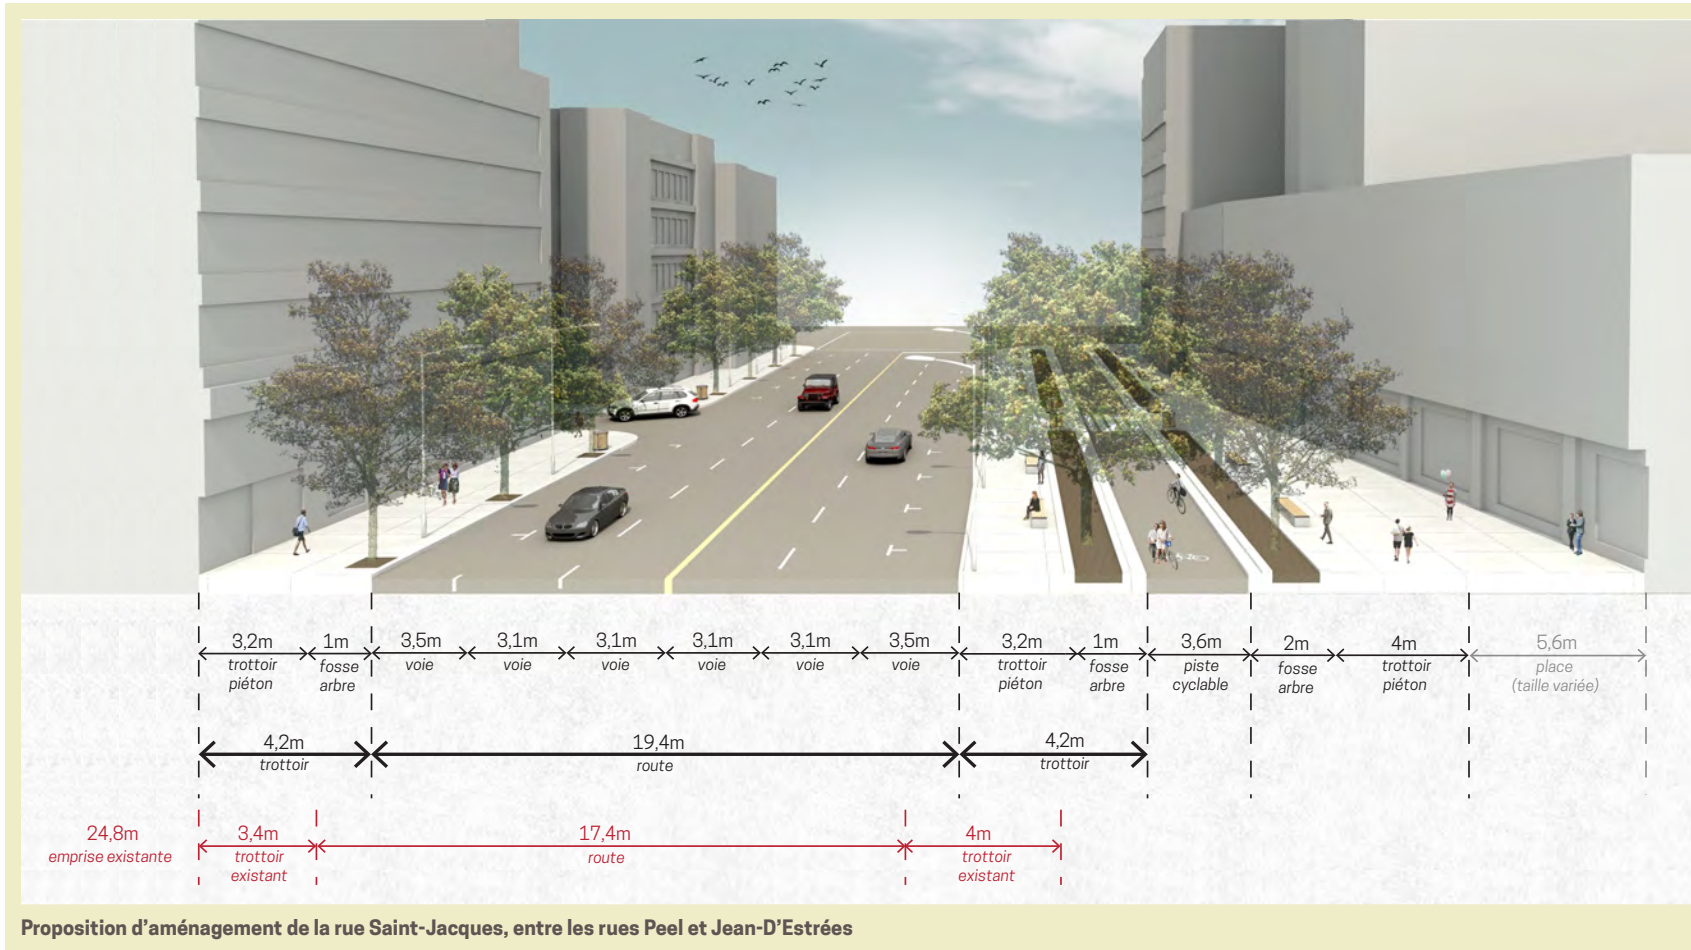 3,2m
trottoir
piéton
1m
fosse
arbre
3,5m
voie
3,1m
voie
3,1m
voie
3,1m
voie
3,1m
voie
3,5m
voie
3,2m
trottoir
piéton
1m
fosse
arbre
3,6m
piste
cyclable
2m
fosse
arbre
4m
trottoir
piéton
5,6m
place
(taille variée)
4,2m
trottoir
19,4m
route
4,2m
trottoir
24,8m
emprise existante
3,4m
trottoir
existant
17,4m
route
4m
trottoir
existant
Proposition d'aménagement de la rue Saint-Jacques, entre les rues Peel et Jean-D'Estrées